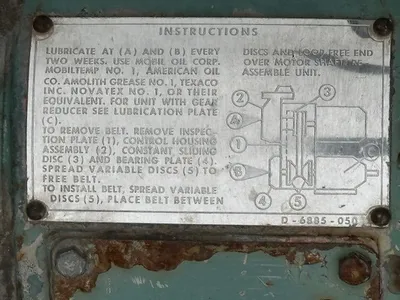 INSTRUCTIONS
LUBRICATE AT (A) AND (B) EVERY
TWO WEEKS. USE MOBIL OIL CORP.
MOBILTEMP NO. 1, AMERICAN OIL
CO. AMOLITH GREASE NO. 1, TEXACO
INC. NOVATEX NO. 1, OR THEIR
EQUIVALENT. FOR UNIT WITH GEAR
REDUCER SEE LUBRICATION PLATE
(C).
TO REMOVE BELT. REMOVE INSPEC-
TION PLATE (1), CONTROL HOUSING
ASSEMBLY (2), CONSTANT SLIDING
DISC (3) AND BEARING PLATE (4).
SPREAD VARIABLE DISCS (5) TO
FREE BELT.
TO INSTALL BELT, SPREAD VARIABLE
DISCS (5), PLACE BELT BETWEEN
DISCS AND LOOP FREE END
OVER MOTOR SHAFT. RE-
ASSEMBLE UNIT.
2
3
A
1
B
4
5
D-6885-050